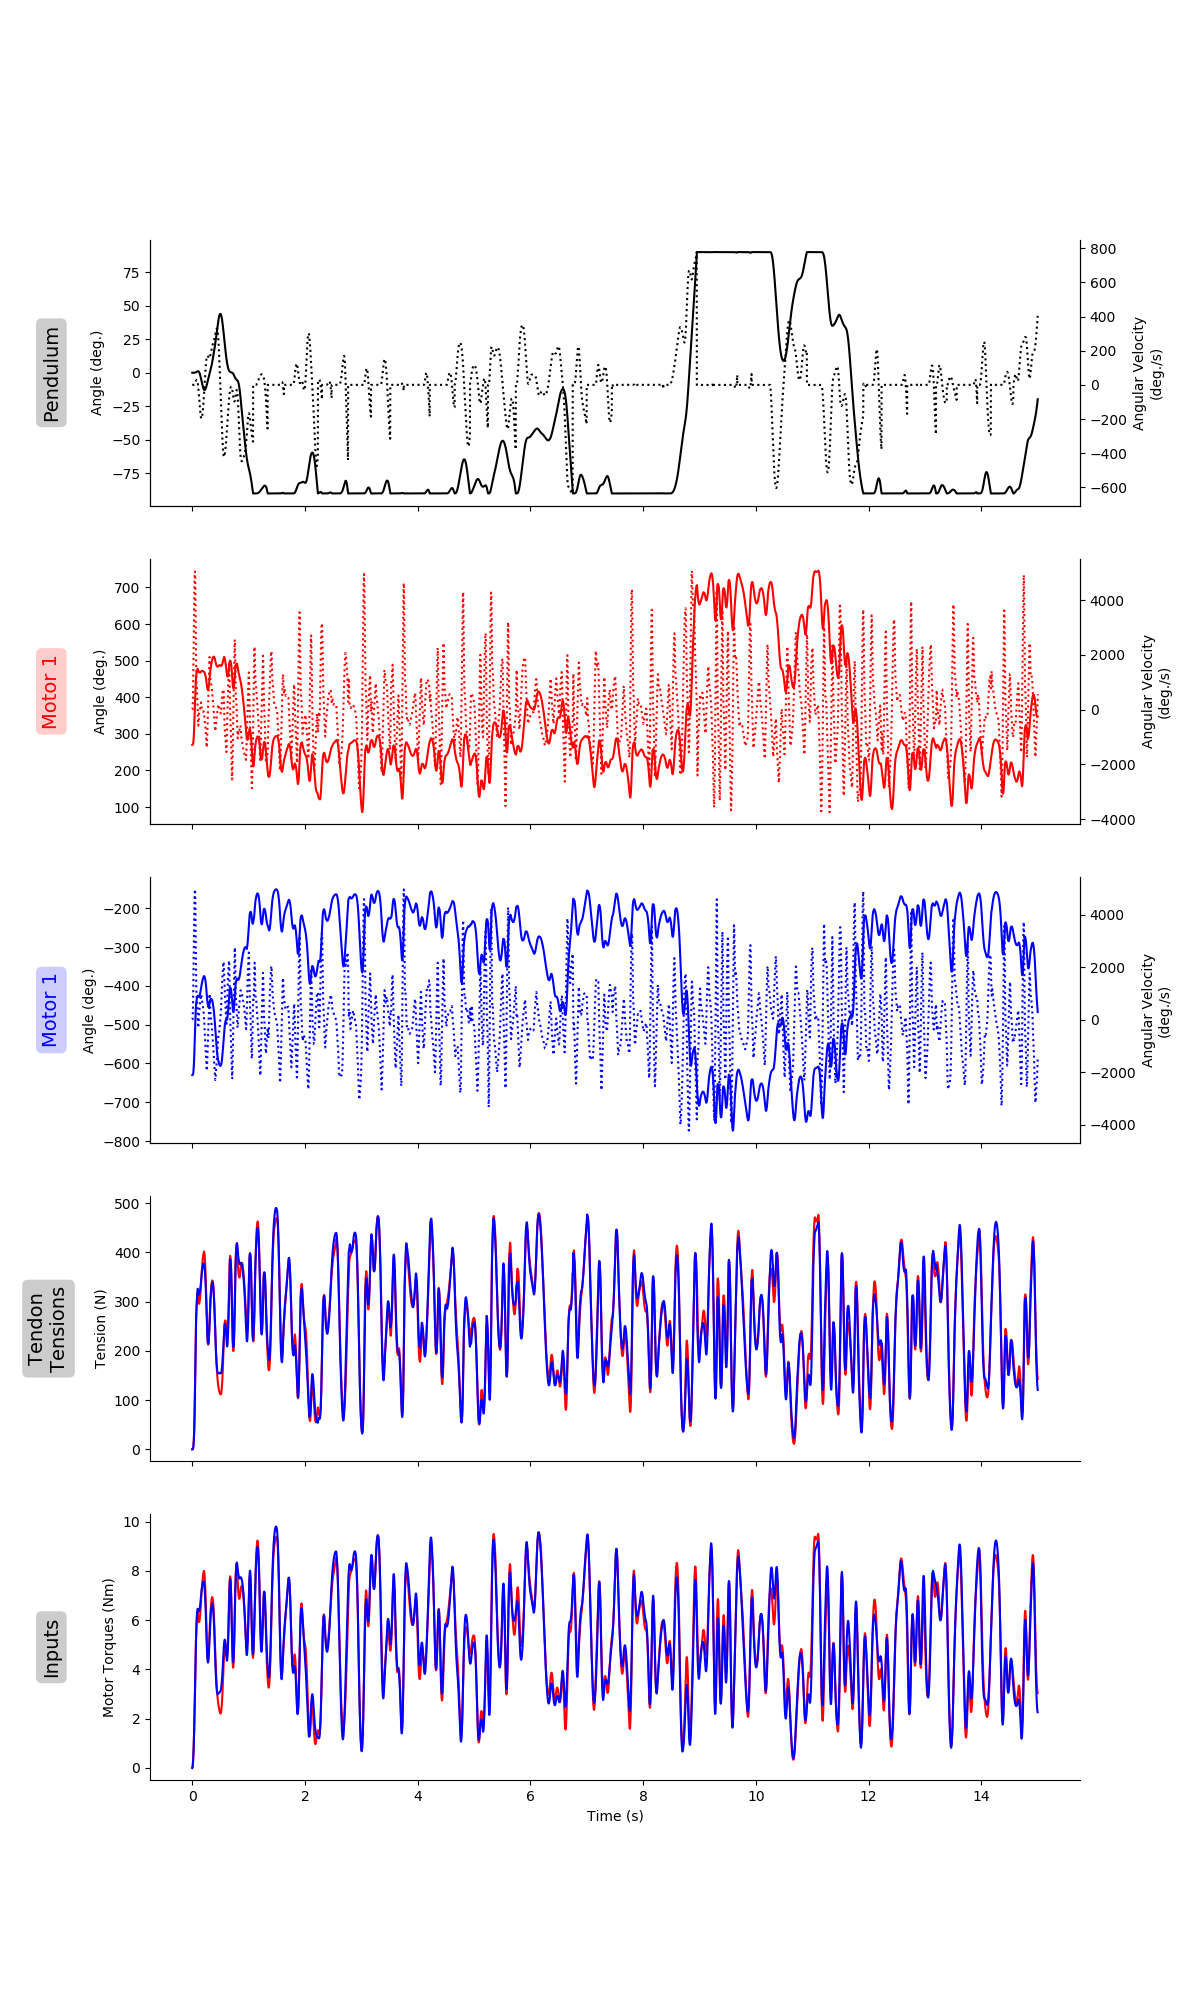 Pendulum
Angle (deg.)
75
50
25
0
−25
−50
−75
800
600
400
200
0
−200
−400
−600
Angular Velocity
(deg./s)
Motor 1
Angle (deg.)
700
600
500
400
300
200
100
4000
2000
0
−2000
−4000
Angular Velocity
(deg./s)
Motor 1
Angle (deg.)
−200
−300
−400
−500
−600
−700
−800
4000
2000
0
−2000
−4000
Angular Velocity
(deg./s)
Tendon
Tensions
Tension (N)
500
400
300
200
100
0
Inputs
Motor Torques (Nm)
10
8
6
4
2
0
0 2 4 6 8 10 12 14
Time (s)